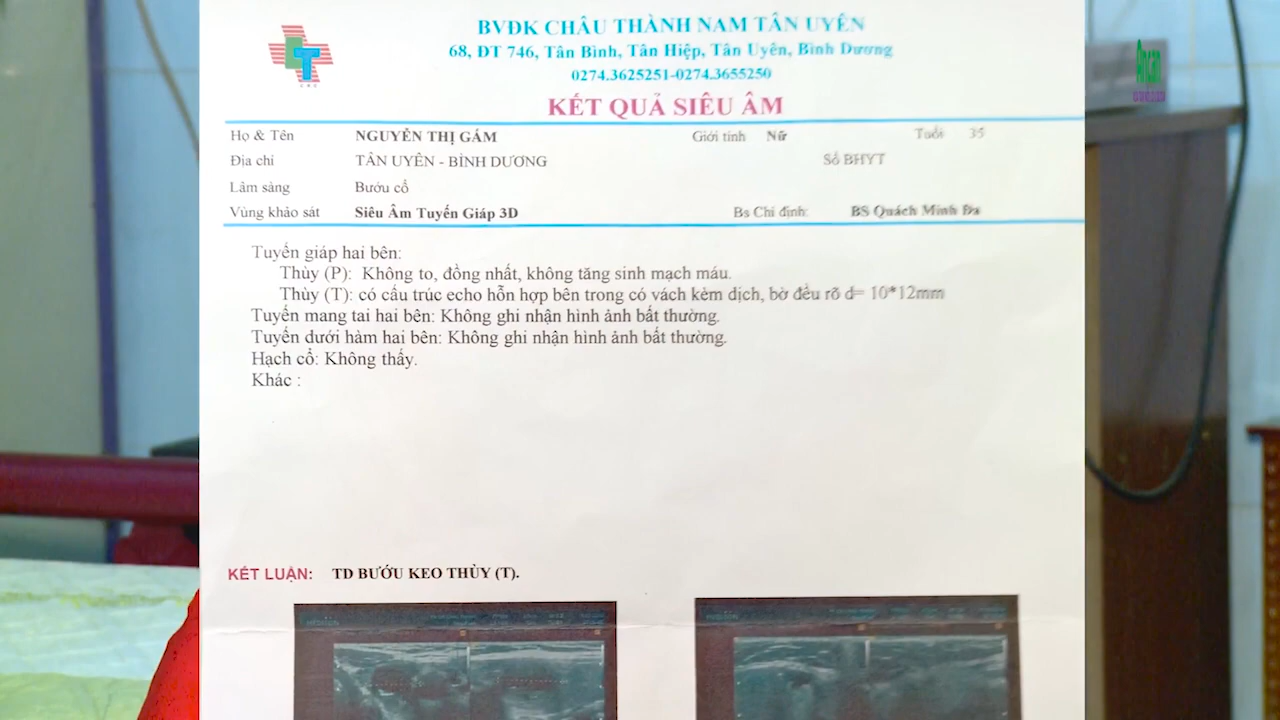 BVĐK CHÂU THÀNH NAM TÂN UYÊN
68, ĐT 746, Tân Bình, Tân Hiệp, Tân Uyên, Bình Dương
0274.3625251-0274.3655250
KẾT QUẢ SIÊU ÂM
Họ & Tên NGUYỄN THỊ GÁM Giới tính Nữ Tuổi 35
Địa chỉ TÂN UYÊN - BÌNH DƯƠNG Số BHYT
Lâm sàng Bướu cổ
Vùng khảo sát Siêu Âm Tuyến Giáp 3D Bs Chỉ định: BS Quách Minh Đa
Tuyến giáp hai bên:
Thùy (P): Không to, đồng nhất, không tăng sinh mạch máu.
Thùy (T): có cấu trúc echo hỗn hợp bên trong có vách kèm dịch, bờ đều rõ d= 10*12mm
Tuyến mang tai hai bên: Không ghi nhận hình ảnh bất thường.
Tuyến dưới hàm hai bên: Không ghi nhận hình ảnh bất thường.
Hạch cổ: Không thấy.
Khác :
KẾT LUẬN: TD BƯỚU KEO THÙY (T).
Ancan